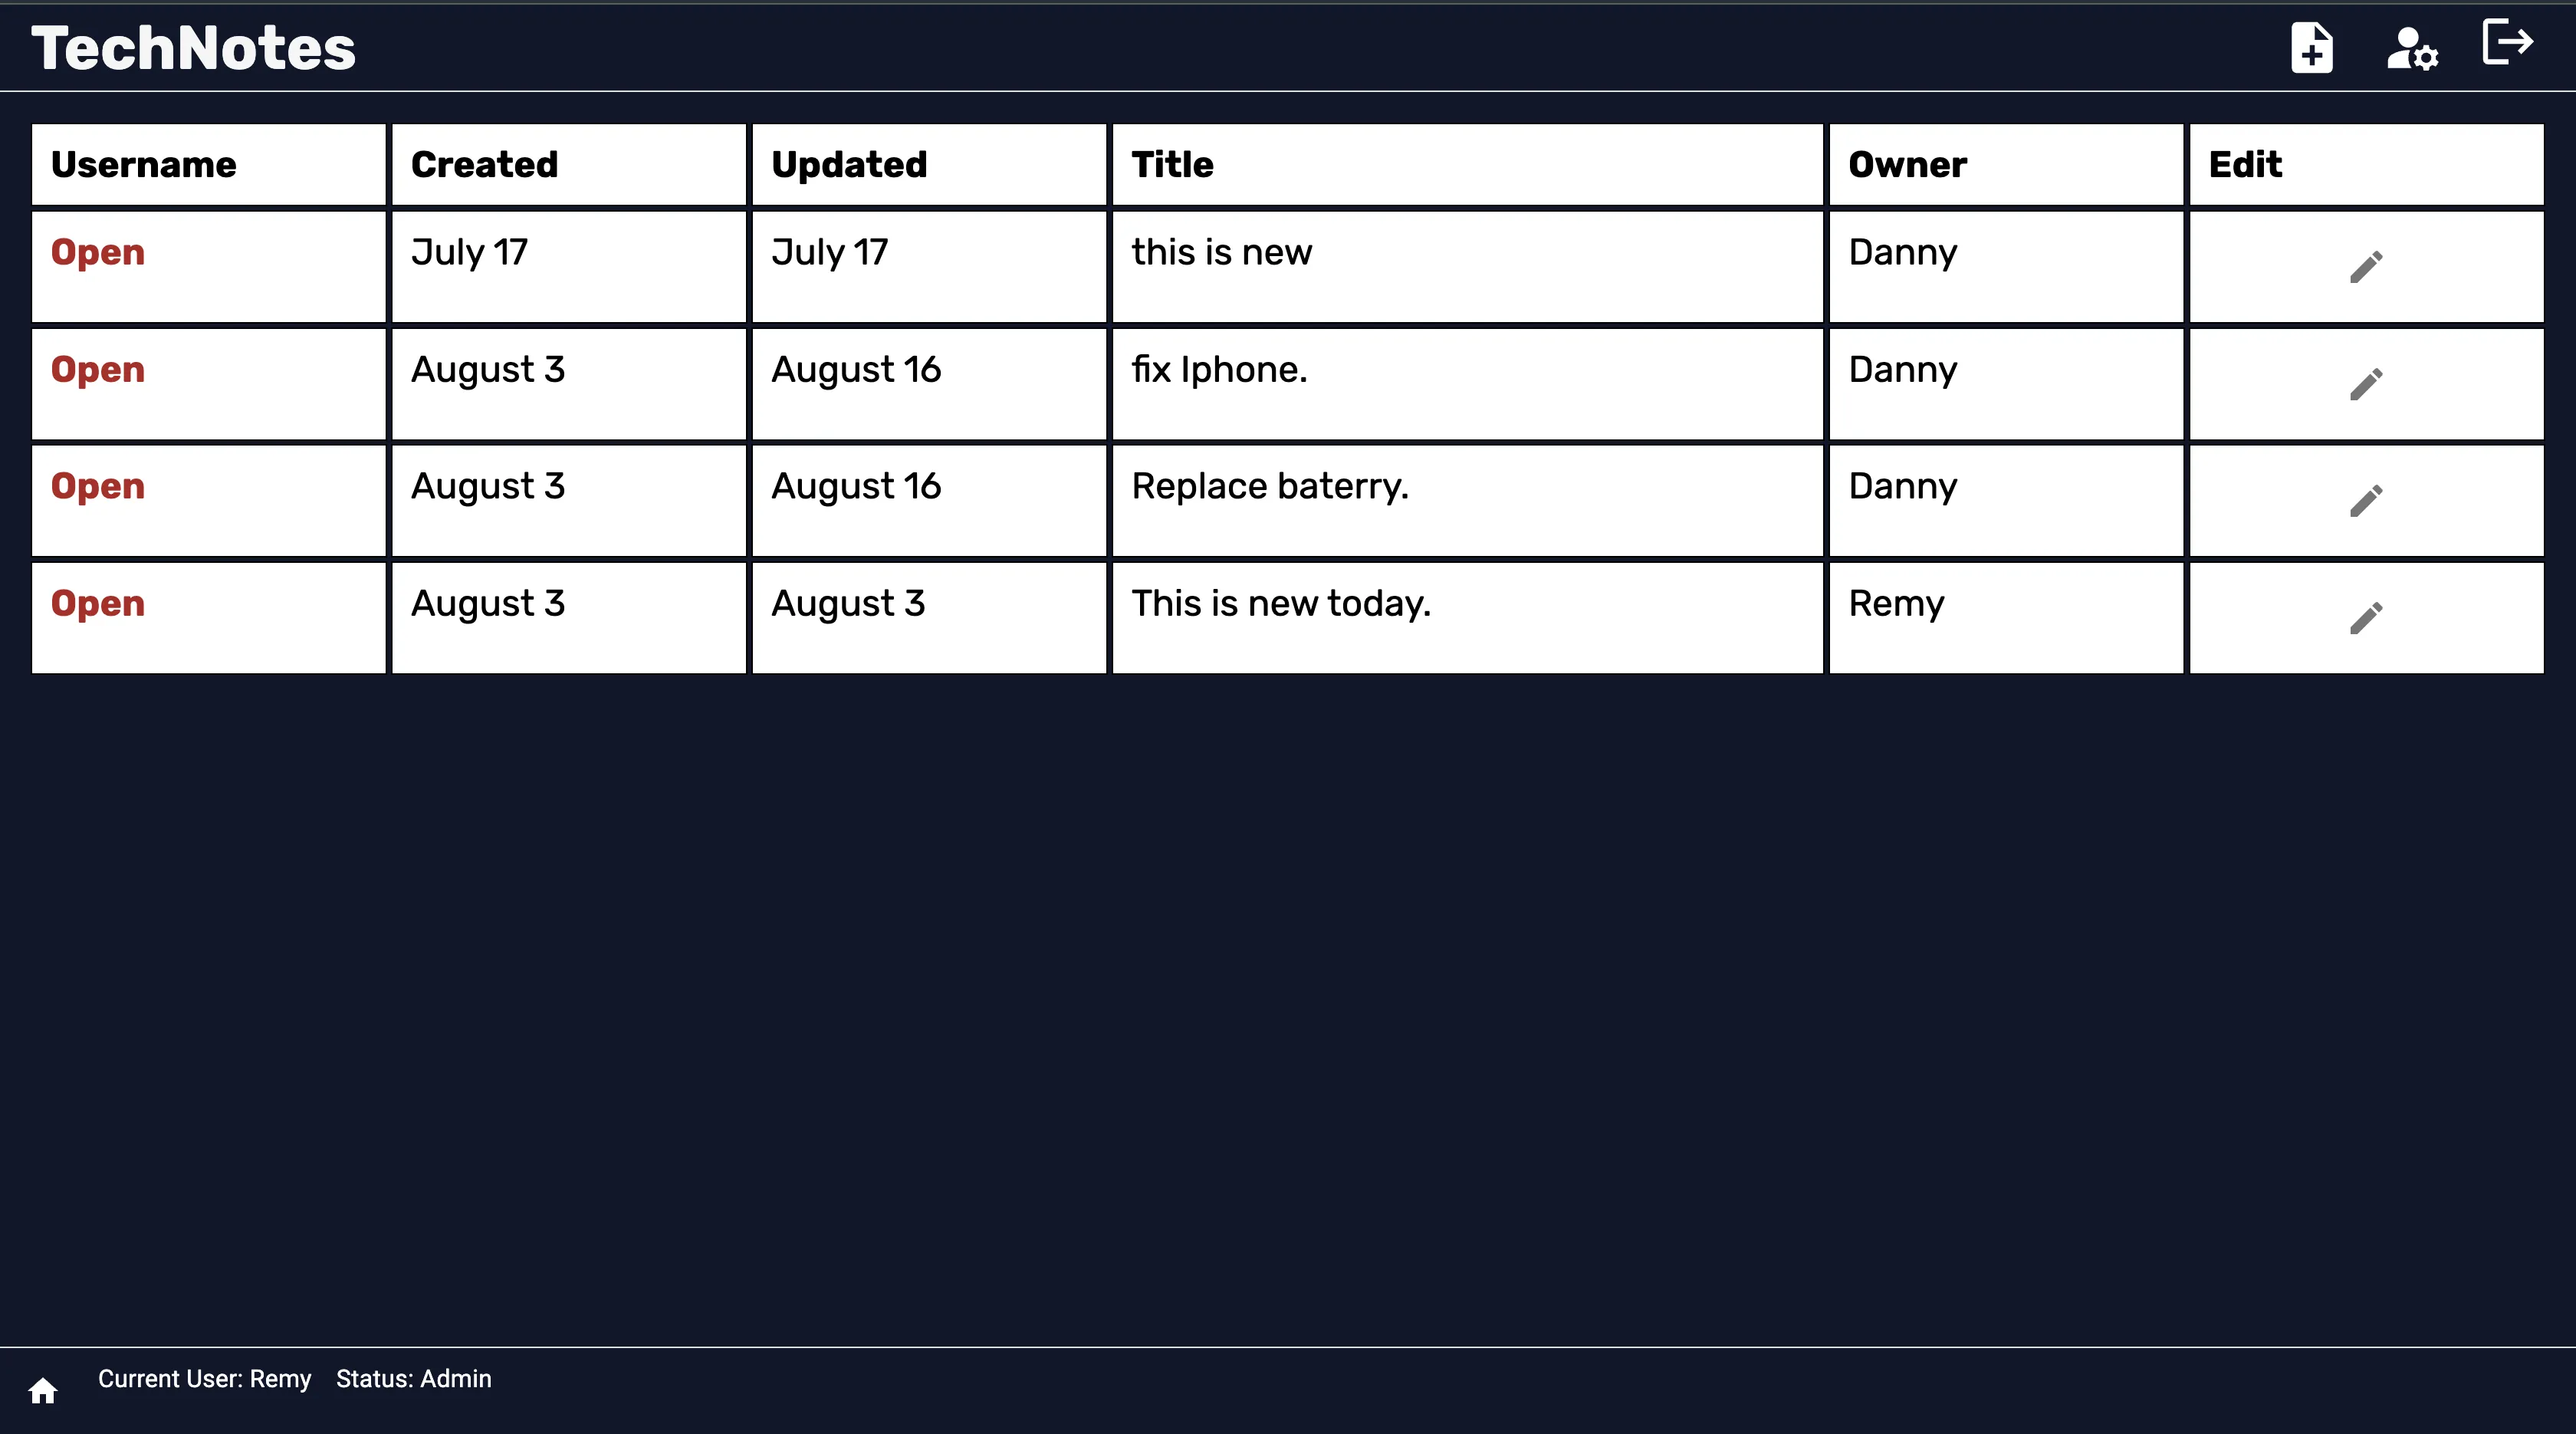 TechNotes
Username Created Updated Title Owner Edit
Open July 17 July 17 this is new Danny
Open August 3 August 16 fix Iphone. Danny
Open August 3 August 16 Replace baterry. Danny
Open August 3 August 3 This is new today. Remy
Current User: Remy Status: Admin